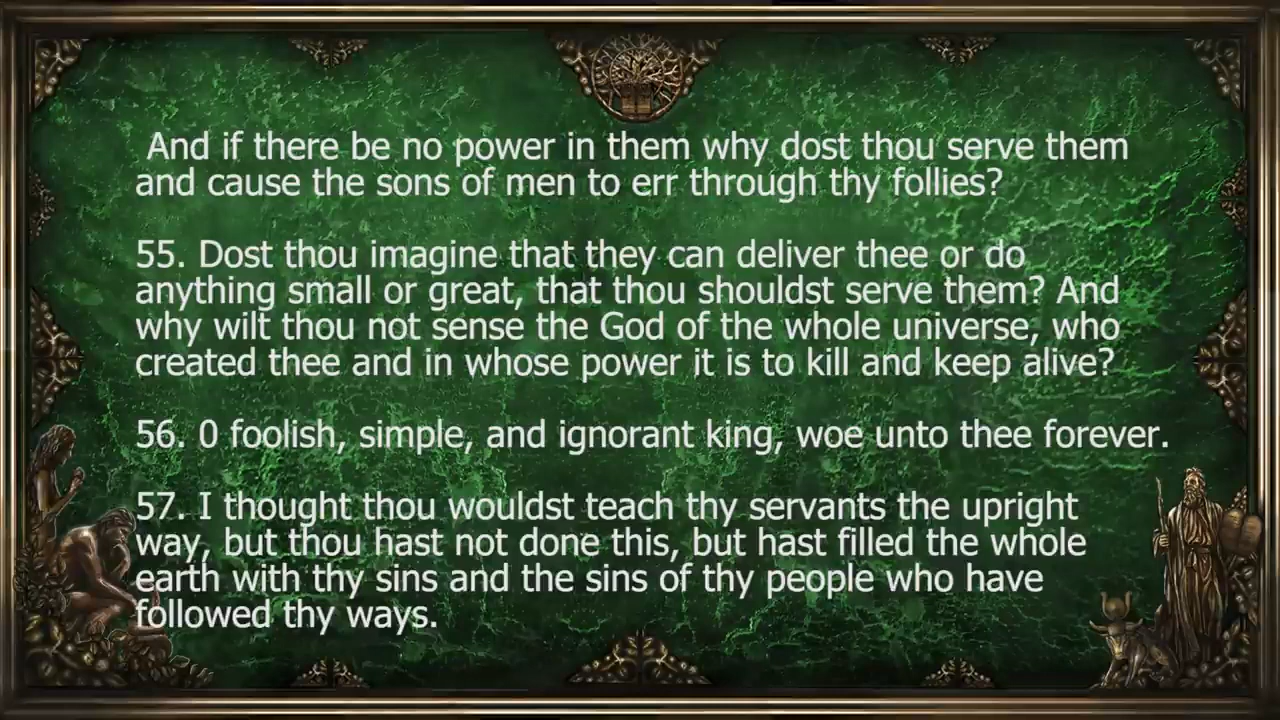 And if there be no power in them why dost thou serve them
and cause the sons of men to err through thy follies?
55. Dost thou imagine that they can deliver thee or do
anything small or great, that thou shouldst serve them? And
why wilt thou not sense the God of the whole universe, who
created thee and in whose power it is to kill and keep alive?
56. 0 foolish, simple, and ignorant king, woe unto thee forever.
57. I thought thou wouldst teach thy servants the upright
way, but thou hast not done this, but hast filled the whole
earth with thy sins and the sins of thy people who have
followed thy ways.